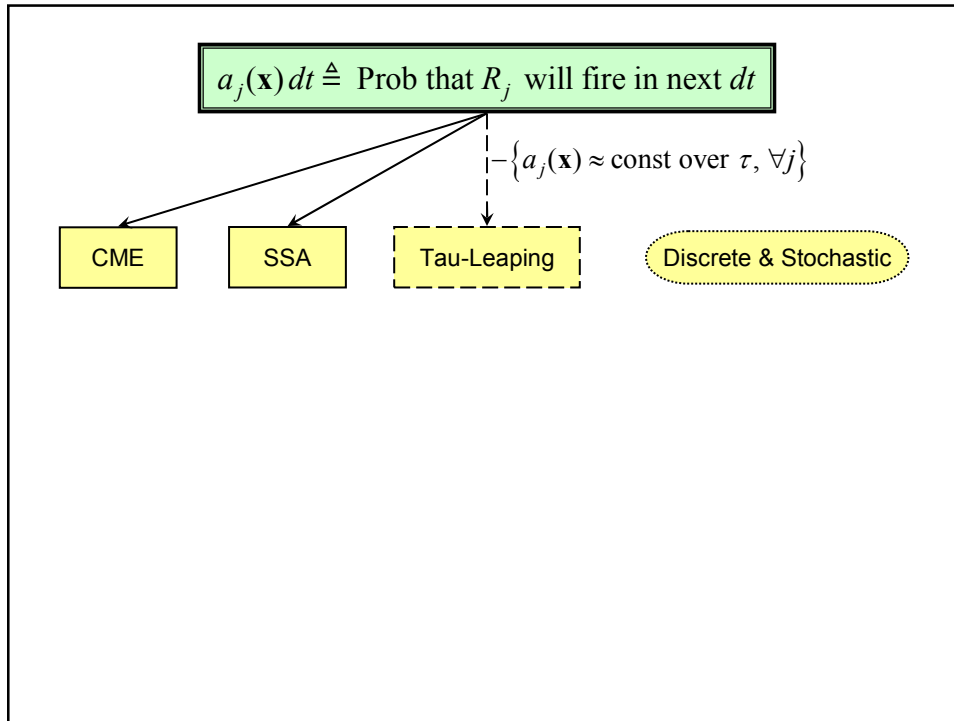 a_j(𝐱) dt ≜ Prob that R_j will fire in next dt
{a_j(𝐱) ≈ const over τ, ∀j}
CME SSA Tau-Leaping Discrete & Stochastic